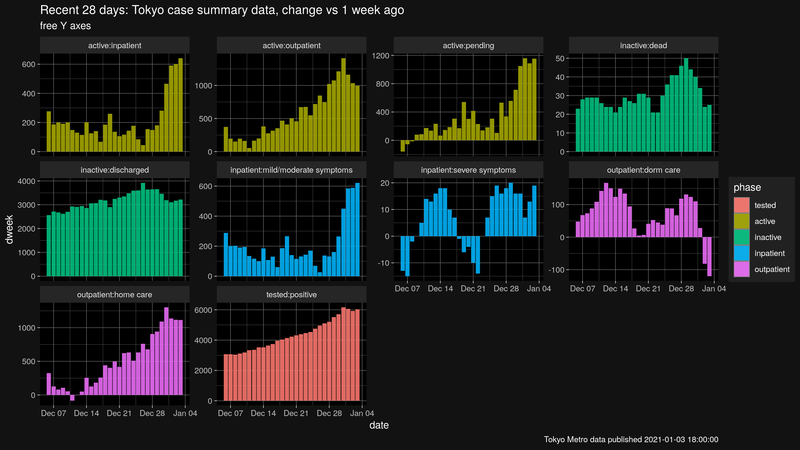 Recent 28 days: Tokyo case summary data, change vs 1 week ago
free Y axes
active:inpatient
active:outpatient
active:pending
inactive:dead
600
400
200
0
1000
500
0
1200
900
600
300
0
50
40
30
20
10
0
inactive:discharged
inpatient:mild/moderate symptoms
inpatient:severe symptoms
outpatient:dorm care
4000
3000
2000
1000
0
600
400
200
0
20
10
0
-10
100
0
-100
Dec 07 Dec 14 Dec 21 Dec 28 Jan 04
Dec 07 Dec 14 Dec 21 Dec 28 Jan 04
outpatient:home care
tested:positive
1000
500
0
6000
4000
2000
0
Dec 07 Dec 14 Dec 21 Dec 28 Jan 04
Dec 07 Dec 14 Dec 21 Dec 28 Jan 04
dweek
date
phase
tested
active
inactive
inpatient
outpatient
Tokyo Metro data published 2021-01-03 18:00:00